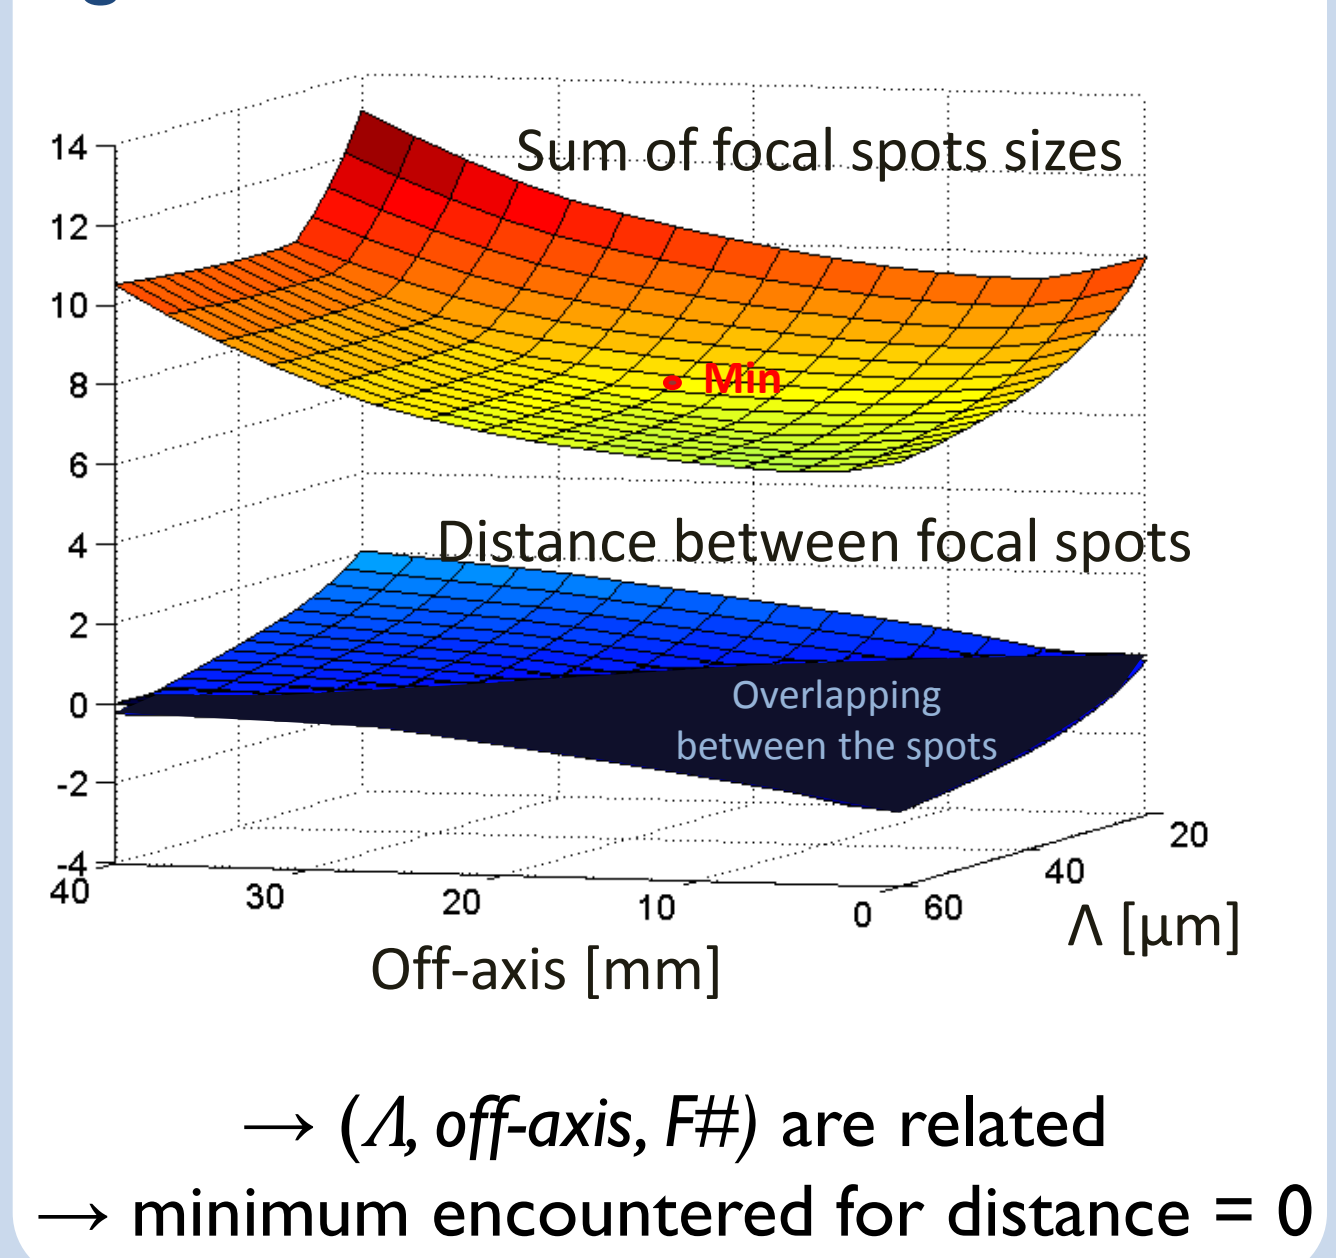 Sum of focal spots sizes
14
12
10
8
6
4
2
0
-2
-4
Min
Distance between focal spots
Overlapping
between the spots
40
30
20
10
0
60
40
20
Off-axis [mm]
Λ [μm]
→ (Λ, off-axis, F#) are related
→ minimum encountered for distance = 0